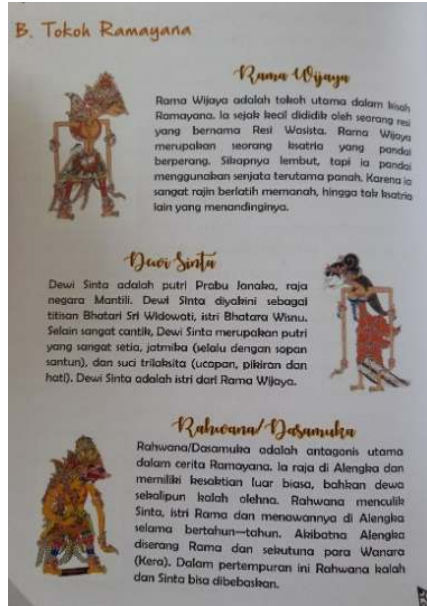 B. Tokoh Ramayana
Rama Wijaya
Rama Wijaya adalah tokoh utama dalam kisah
Ramayana. Ia sejak kecil dididik oleh seorang resi
yang bernama Resi Wasista. Rama Wijaya
merupakan seorang ksatria yang pandai
berperang. Sikapnya lembut, tapi ia pandai
menggunakan senjata terutama panah. Karena ia
sangat rajin berlatih memanah, hingga tak ksatria
lain yang menandinginya.
Dewi Sinta
Dewi Sinta adalah putri Prabu Janaka, raja
negara Mantili. Dewi Sinta diyakini sebagai
titisan Bhatari Sri Widowati, istri Bhatara Wisnu.
Selain sangat cantik, Dewi Sinta merupakan putri
yang sangat setia, jatmika (selalu dengan sopan
santun), dan suci trilaksita (ucapan, pikiran dan
hati). Dewi Sinta adalah istri dari Rama Wijaya.
Rahwana/Dasamuka
Rahwana/Dasamuka adalah antagonis utama
dalam cerita Ramayana. Ia raja di Alengka dan
memiliki kesaktian luar biasa, bahkan dewa
sekalipun kalah olehna. Rahwana menculik
Sinta, istri Rama dan menawannya di Alengka
selama bertahun—tahun. Akibatna Alengka
diserang Rama dan sekutuna para Wanara
(Kera). Dalam pertempuran ini Rahwana kalah
dan Sinta bisa dibebaskan.